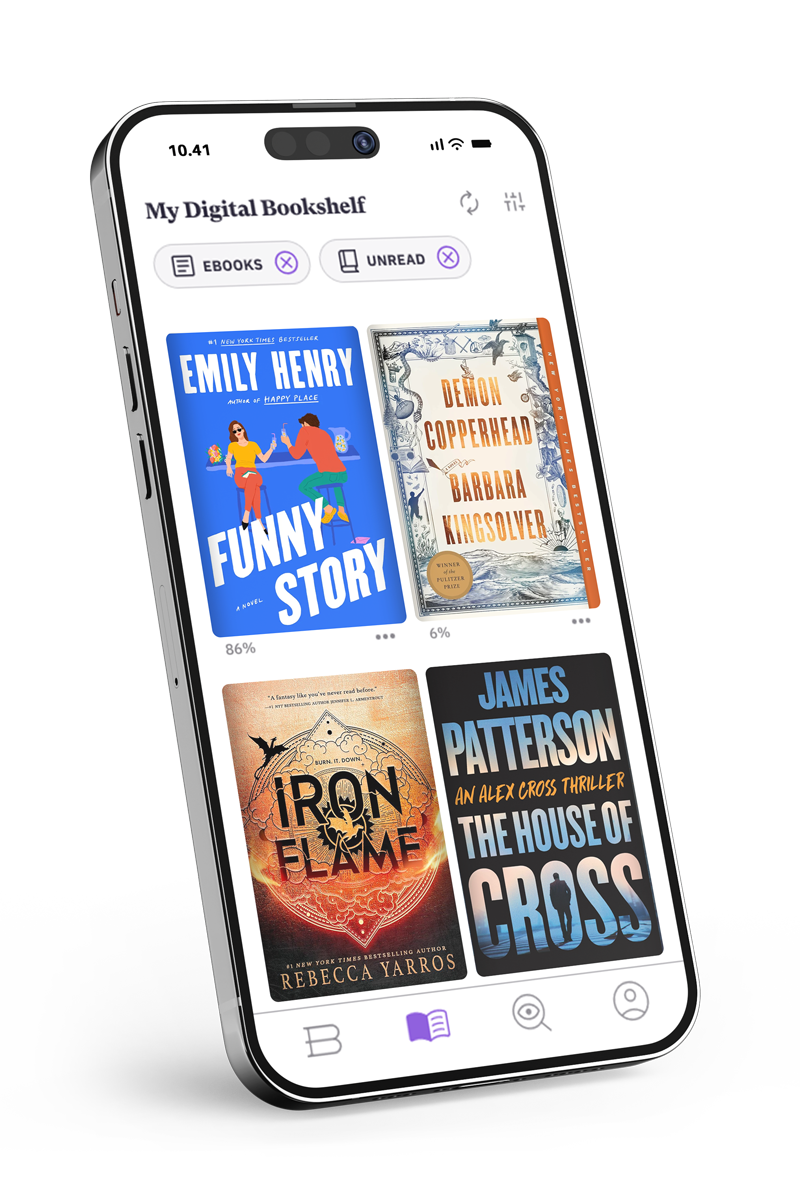 10.41
My Digital Bookshelf
EBOOKS
UNREAD
#1 NEW YORK TIMES BESTSELLER
EMILY HENRY
AUTHOR OF HAPPY PLACE
FUNNY
STORY
A NOVEL
86%
DEMON
COPPERHEAD
A NOVEL
BARBARA
KINGSOLVER
WINNER
of the
PULITZER
PRIZE
NEW YORK TIMES BESTSELLER
6%
"A fantasy like you've never read before."
—#1 NYT BESTSELLING AUTHOR JENNIFER L. ARMENTROUT
BURN. IT. DOWN.
IRON
FLAME
#1 NEW YORK TIMES BESTSELLING AUTHOR
REBECCA YARROS
JAMES
PATTERSON
AN ALEX CROSS THRILLER
THE HOUSE OF
CROSS
B